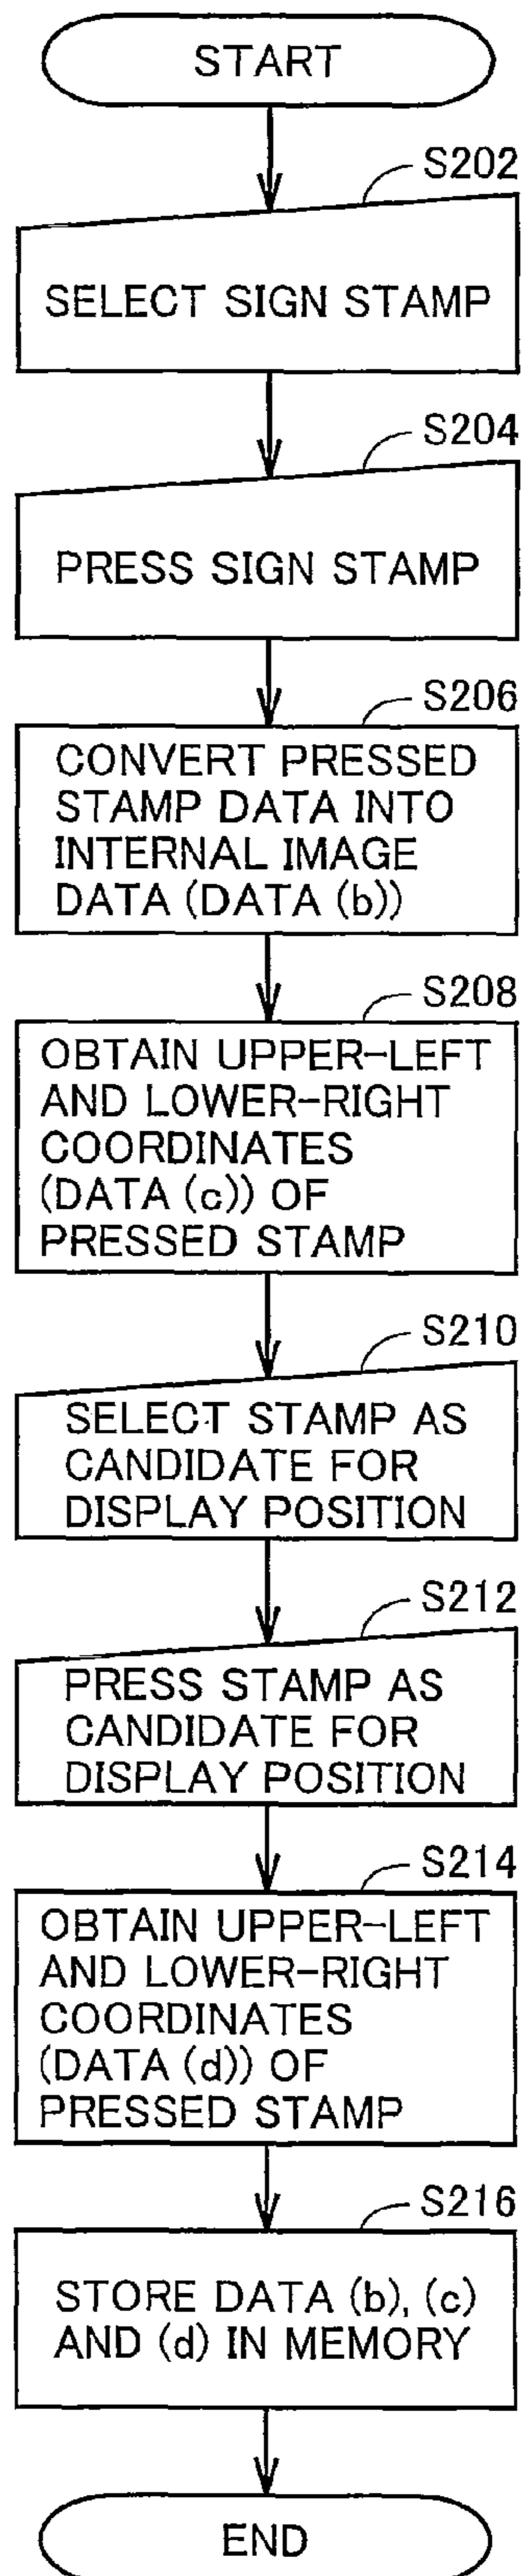 START
S202
SELECT SIGN STAMP
S204
PRESS SIGN STAMP
S206
CONVERT PRESSED
STAMP DATA INTO
INTERNAL IMAGE
DATA (DATA (b))
S208
OBTAIN UPPER-LEFT
AND LOWER-RIGHT
COORDINATES
(DATA (c)) OF
PRESSED STAMP
S210
SELECT STAMP AS
CANDIDATE FOR
DISPLAY POSITION
S212
PRESS STAMP AS
CANDIDATE FOR
DISPLAY POSITION
S214
OBTAIN UPPER-LEFT
AND LOWER-RIGHT
COORDINATES
(DATA (d)) OF
PRESSED STAMP
S216
STORE DATA (b), (c)
AND (d) IN MEMORY
END